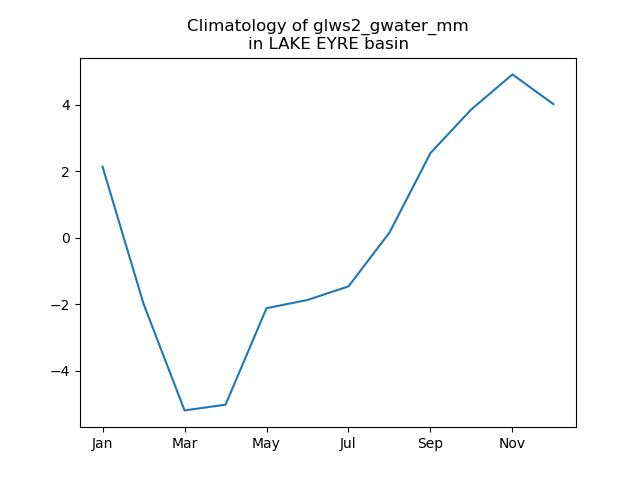 Climatology of glws2_gwater_mm
in LAKE EYRE basin
4
2
0
−2
−4
Jan
Mar
May
Jul
Sep
Nov